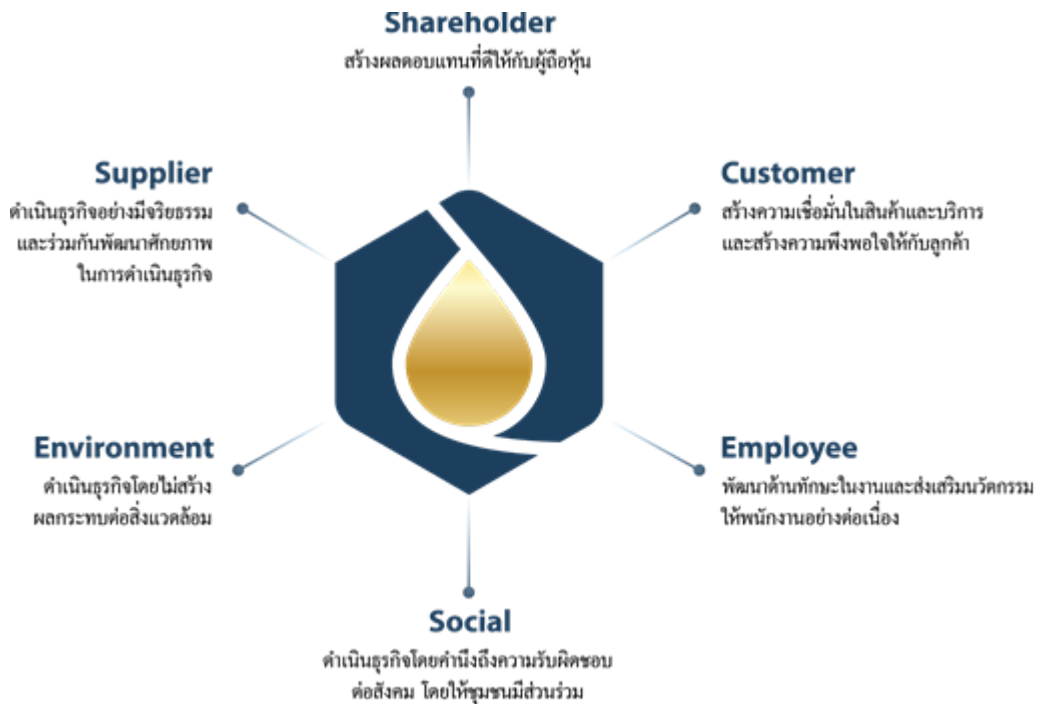 Shareholder
สร้างผลตอบแทนที่ดีให้กับผู้ถือหุ้น
Supplier
ดำเนินธุรกิจอย่างมีจริยธรรม
และร่วมกันพัฒนาศักยภาพ
ในการดำเนินธุรกิจ
Customer
สร้างความเชื่อมั่นในสินค้าและบริการ
และสร้างความพึงพอใจให้กับลูกค้า
Environment
ดำเนินธุรกิจโดยไม่สร้าง
ผลกระทบต่อสิ่งแวดล้อม
Employee
พัฒนาด้านทักษะในงานและส่งเสริมนวัตกรรม
ให้พนักงานอย่างต่อเนื่อง
Social
ดำเนินธุรกิจโดยคำนึงถึงความรับผิดชอบ
ต่อสังคม โดยให้ชุมชนมีส่วนร่วม